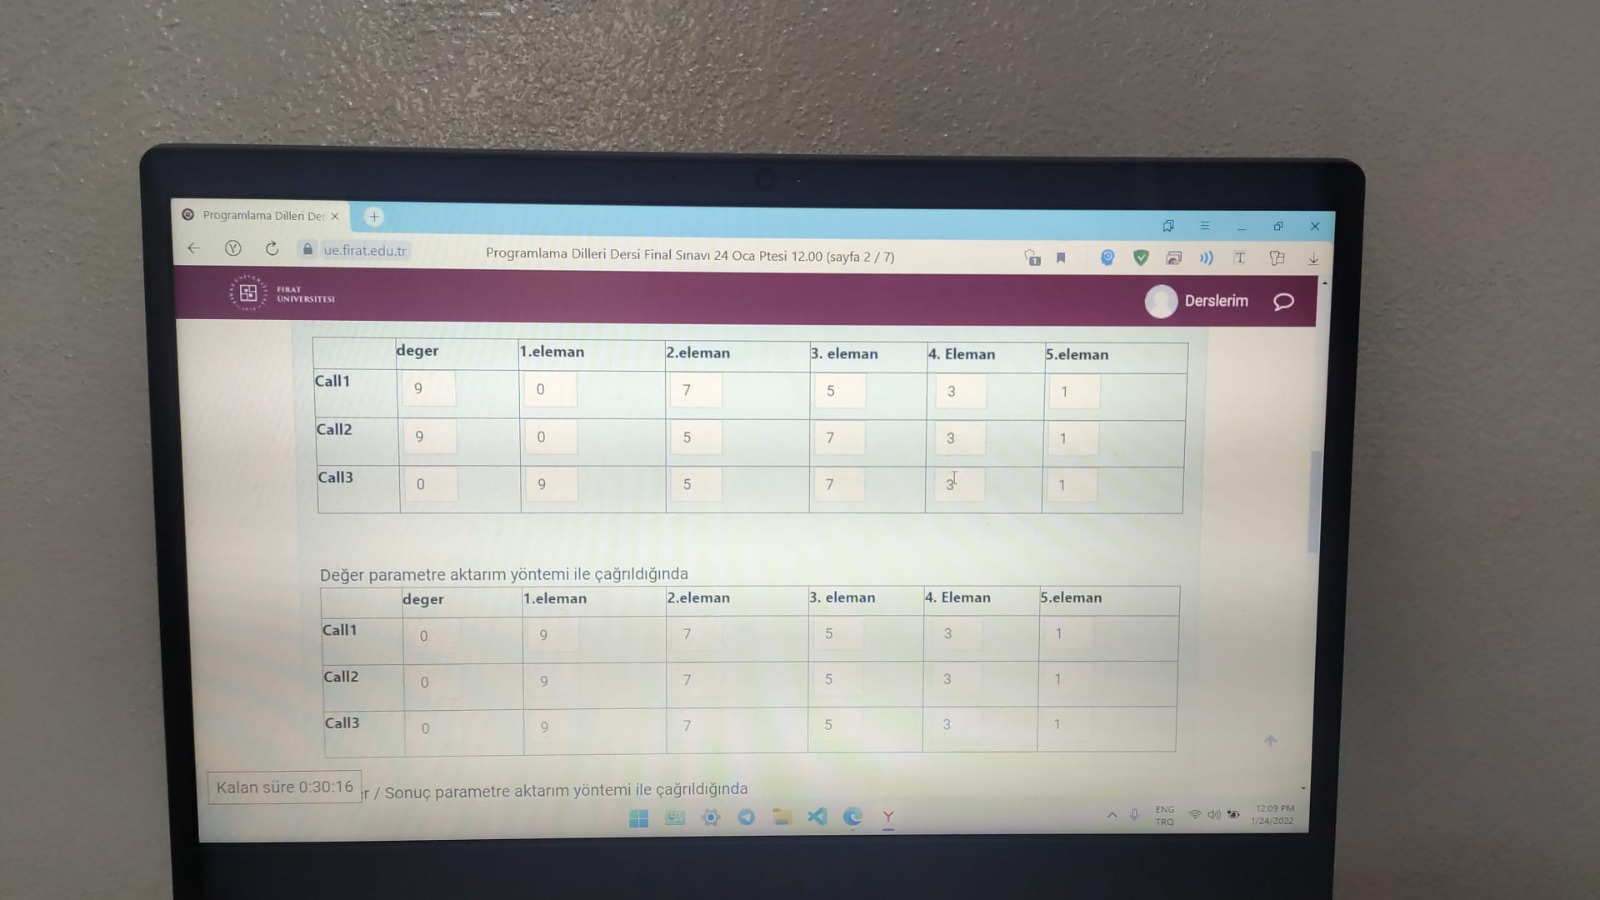 Programlama Dilleri Der
ue.firat.edu.tr
Programlama Dilleri Dersi Final Sınavı 24 Oca Ptesi 12.00 (sayfa 2 / 7)
FIRAT
ÜNİVERSİTESİ
Derslerim
deger 1.eleman 2.eleman 3. eleman 4. Eleman 5.eleman
Call1 9 0 7 5 3 1
Call2 9 0 5 7 3 1
Call3 0 9 5 7 3 1
Değer parametre aktarım yöntemi ile çağrıldığında
deger 1.eleman 2.eleman 3. eleman 4. Eleman 5.eleman
Call1 0 9 7 5 3 1
Call2 0 9 7 5 3 1
Call3 0 9 7 5 3 1
Kalan süre 0:30:16
r / Sonuç parametre aktarım yöntemi ile çağrıldığında
ENG
TRQ
12:09 PM
1/24/2022